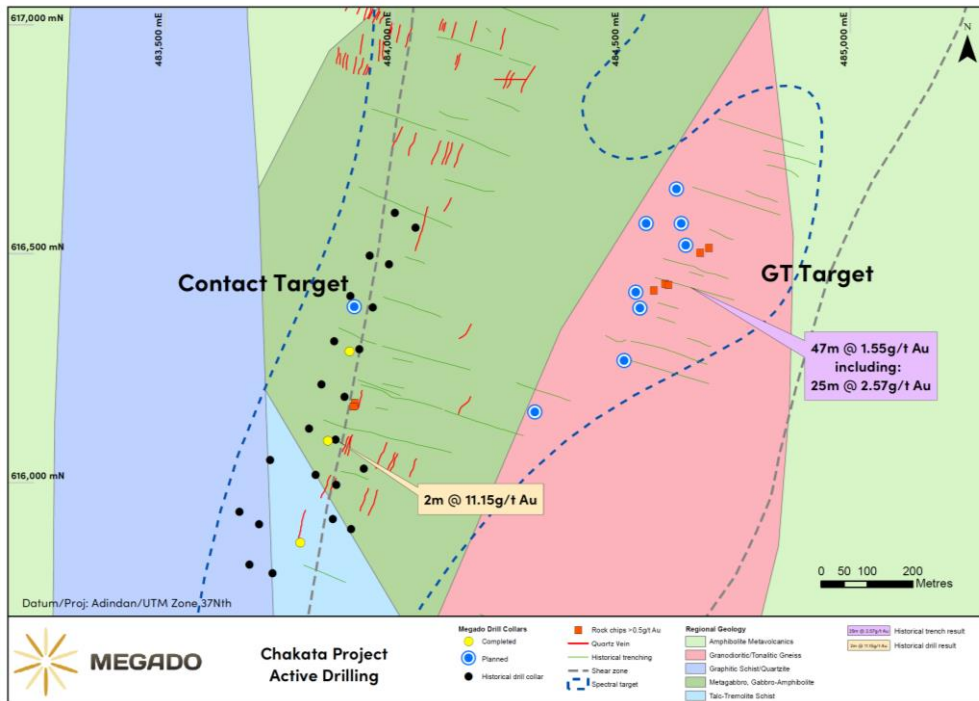 617,000 mN
483,500 mE
484,000 mE
484,500 mE
485,000 mE
N
616,500 mN
Contact Target
GT Target
47m @ 1.55g/t Au
including:
25m @ 2.57g/t Au
616,000 mN
2m @ 11.15g/t Au
0 50 100 200
Metres
Datum/Proj: Adindan/UTM Zone 37Nth
MEGADO
Chakata Project
Active Drilling
Megado Drill Collars
Completed
Planned
Historical drill collar
Rock chips >0.5g/t Au
Quartz Vein
Historical trenching
Shear zone
Spectral target
Regional Geology
Amphibolite Metavolcanics
Granodioritic/Tonalitic Gneiss
Graphitic Schist/Quartzite
Metagabbro, Gabbro-Amphibolite
Talc-Tremolite Schist
Historical trench result
Historical drill result